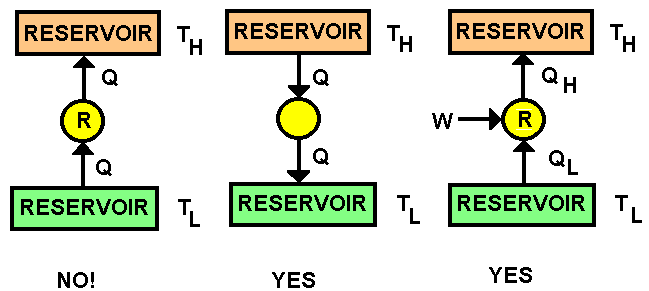 RESERVOIR T_H RESERVOIR T_H RESERVOIR T_H
Q Q Q_H
R W R
Q Q Q_L
RESERVOIR T_L RESERVOIR T_L RESERVOIR T_L
NO! YES YES